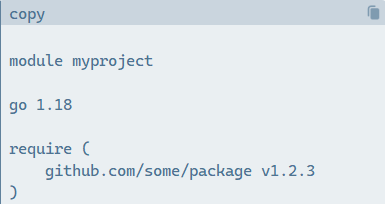 copy
module myproject
go 1.18
require (
    github.com/some/package v1.2.3
)